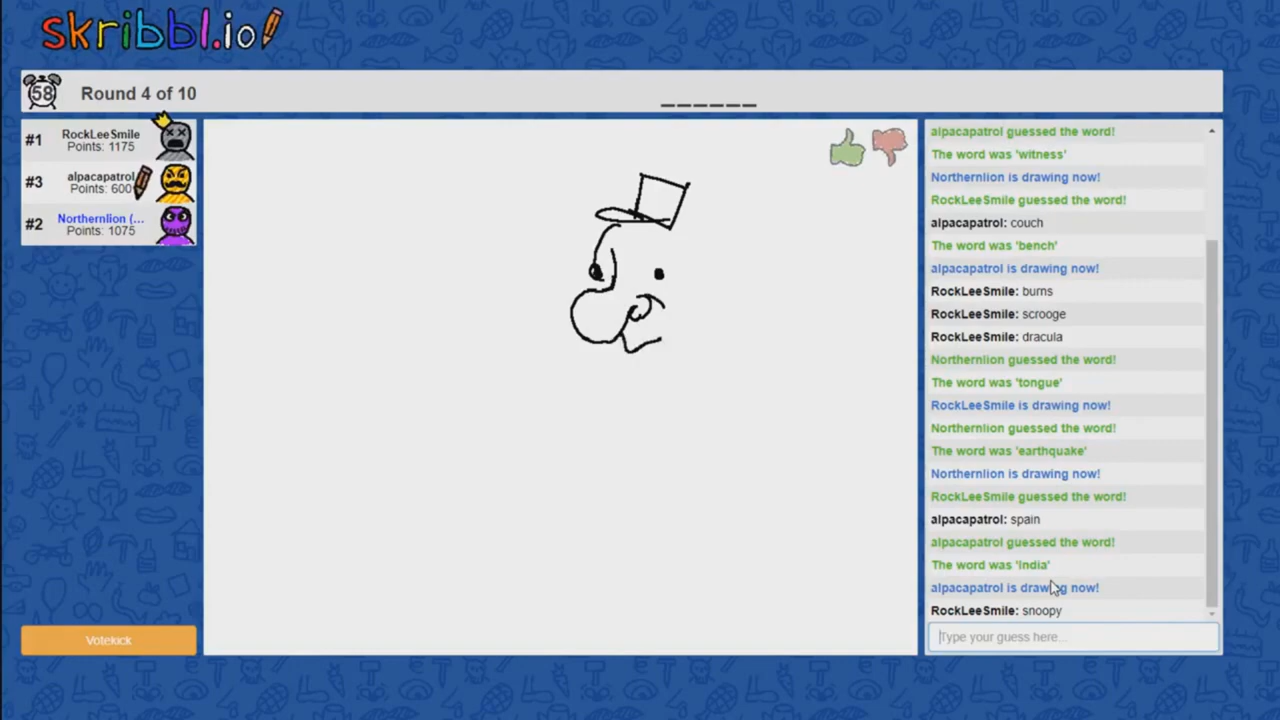 skribbl.io
58
Round 4 of 10
______
#1
RockLeeSmile
Points: 1175
#3
alpacapatrol
Points: 600
#2
Northernlion (...
Points: 1075
Votekick
alpacapatrol guessed the word!
The word was 'witness'
Northernlion is drawing now!
RockLeeSmile guessed the word!
alpacapatrol: couch
The word was 'bench'
alpacapatrol is drawing now!
RockLeeSmile: burns
RockLeeSmile: scrooge
RockLeeSmile: dracula
Northernlion guessed the word!
The word was 'tongue'
RockLeeSmile is drawing now!
Northernlion guessed the word!
The word was 'earthquake'
Northernlion is drawing now!
RockLeeSmile guessed the word!
alpacapatrol: spain
alpacapatrol guessed the word!
The word was 'India'
alpacapatrol is drawing now!
RockLeeSmile: snoopy
Type your guess here...